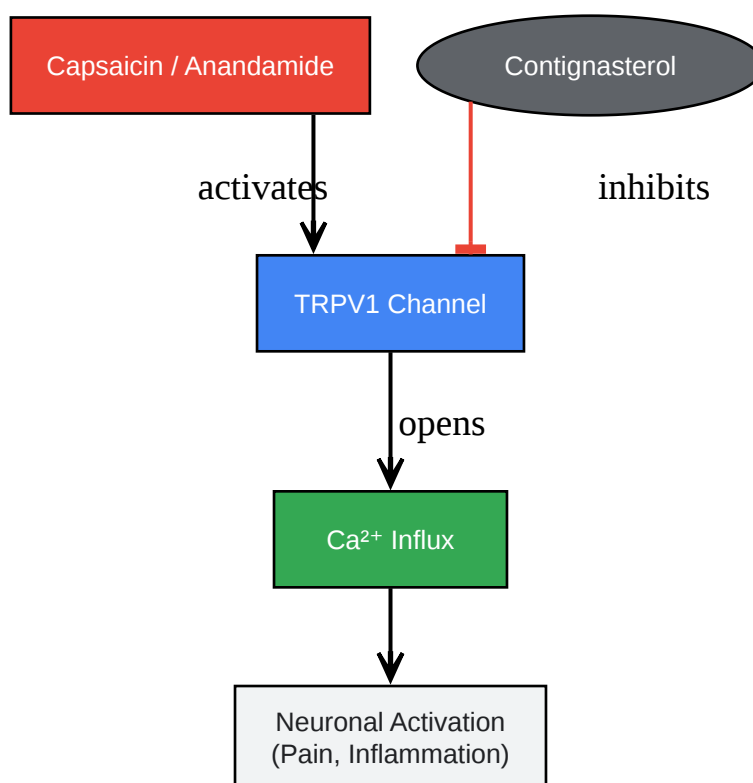 Capsaicin / Anandamide
Contignasterol
activates
inhibits
TRPV1 Channel
opens
Ca²⁺ Influx
Neuronal Activation
(Pain, Inflammation)